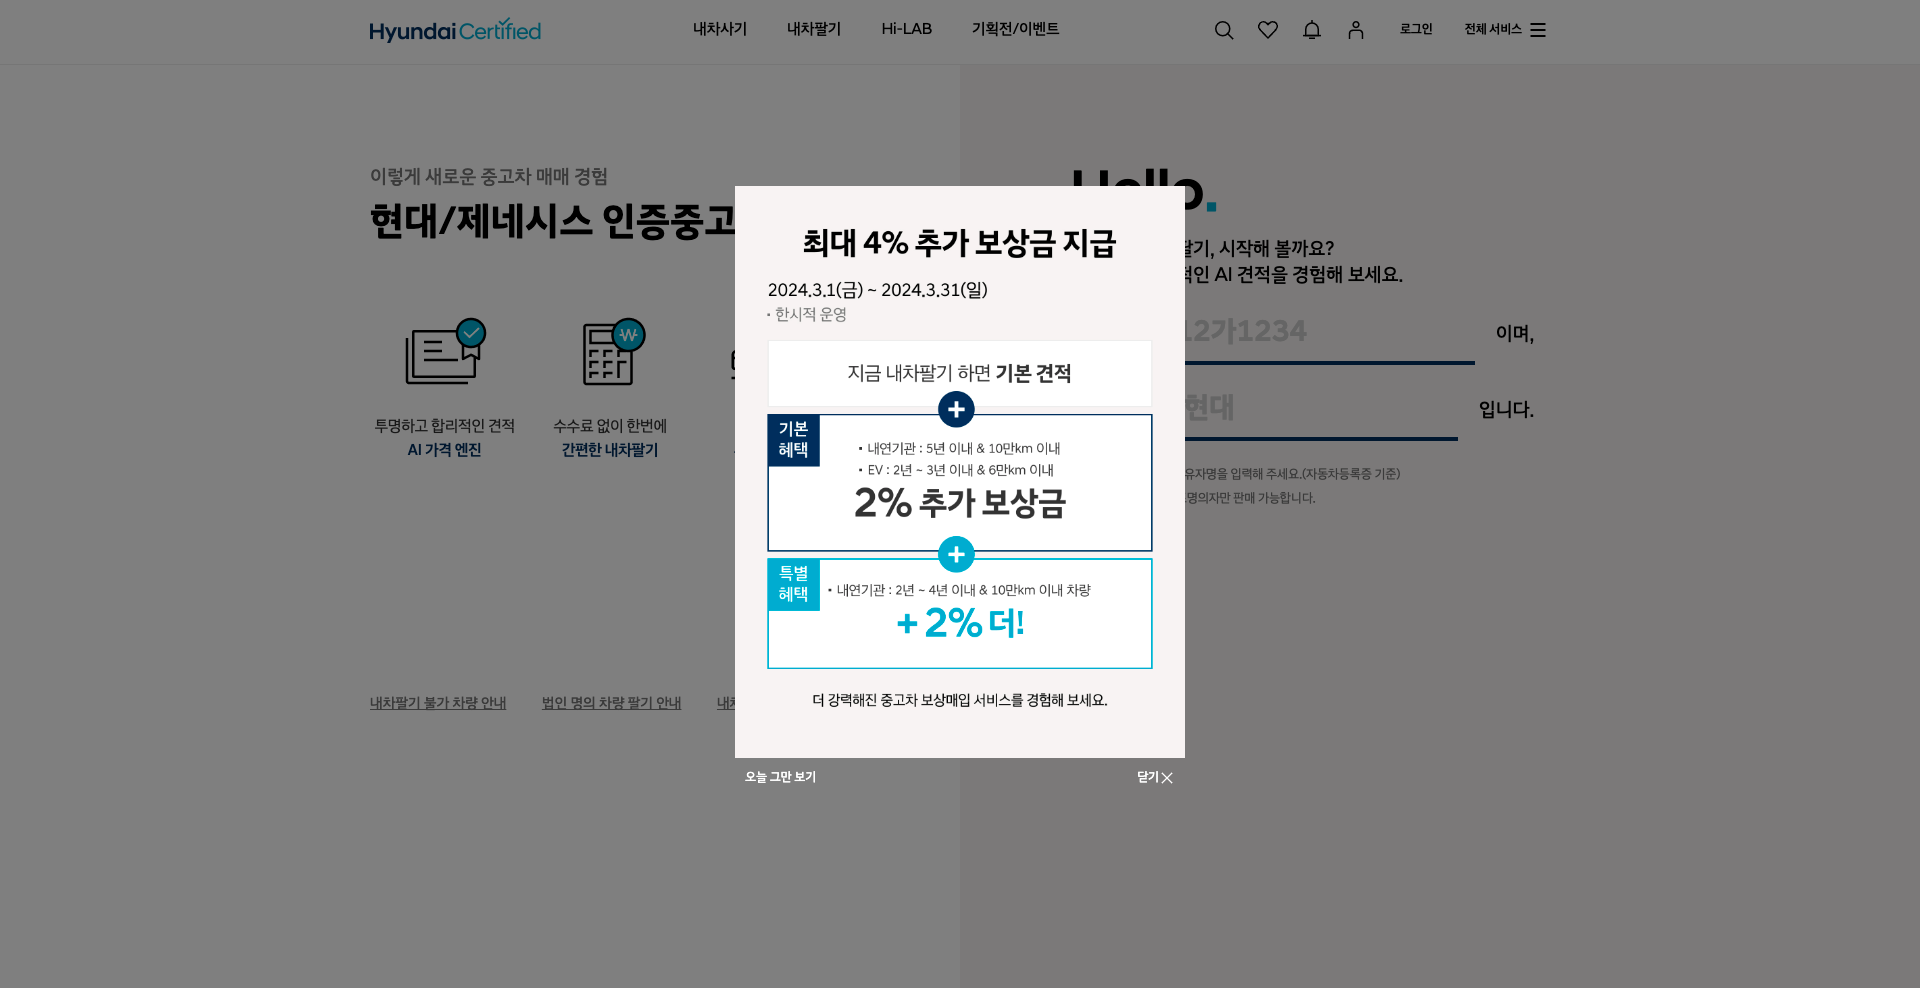 Hyundai Certified
내차사기 내차팔기 Hi-LAB 기획전/이벤트
로그인 전체 서비스
이렇게 새로운 중고차 매매 경험
현대/제네시스 인증중고
투명하고 합리적인 견적
AI 가격 엔진
수수료 없이 한번에
간편한 내차팔기
내차팔기 불가 차량 안내 법인 명의 차량 팔기 안내 내차
최대 4% 추가 보상금 지급
2024.3.1(금) ~ 2024.3.31(일)
• 한시적 운영
지금 내차팔기 하면 기본 견적
+
기본
혜택
• 내연기관 : 5년 이내 & 10만km 이내
• EV : 2년 ~ 3년 이내 & 6만km 이내
2% 추가 보상금
+
특별
혜택
• 내연기관 : 2년 ~ 4년 이내 & 10만km 이내 차량
+ 2% 더!
더 강력해진 중고차 보상매입 서비스를 경험해 보세요.
오늘 그만 보기 닫기
Hello.
팔기, 시작해 볼까요?
적인 AI 견적을 경험해 보세요.
12가1234 이며,
현대 입니다.
유자명을 입력해 주세요.(자동차등록증 기준)
명의자만 판매 가능합니다.